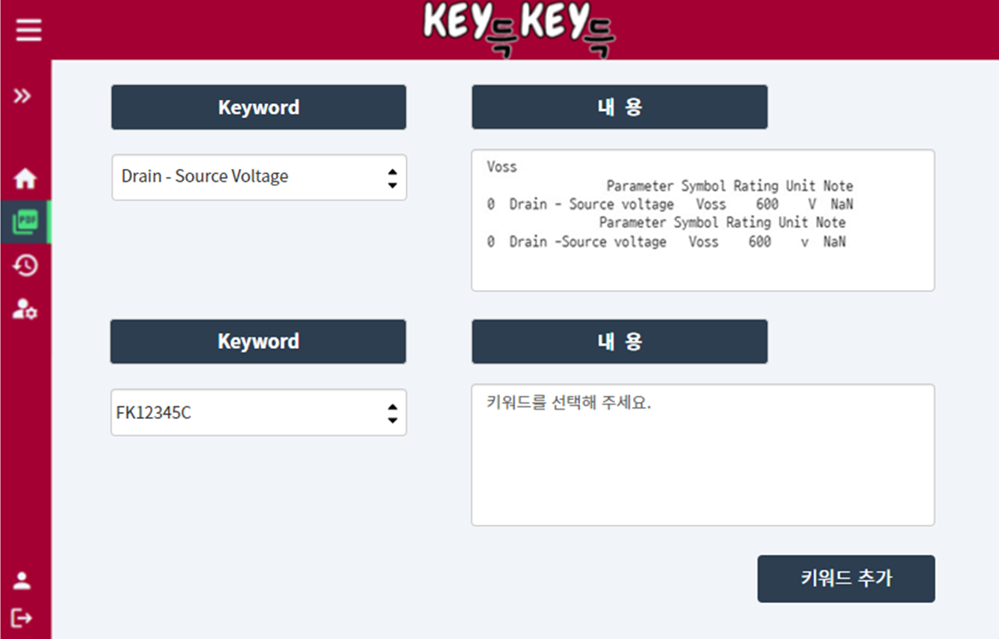 KEY득KEY득
Keyword
내 용
Drain - Source Voltage
Voss
Parameter Symbol Rating Unit Note
0 Drain - Source voltage Voss 600 V NaN
Parameter Symbol Rating Unit Note
0 Drain -Source voltage Voss 600 v NaN
PDF
Keyword
내 용
FK12345C
키워드를 선택해 주세요.
키워드 추가